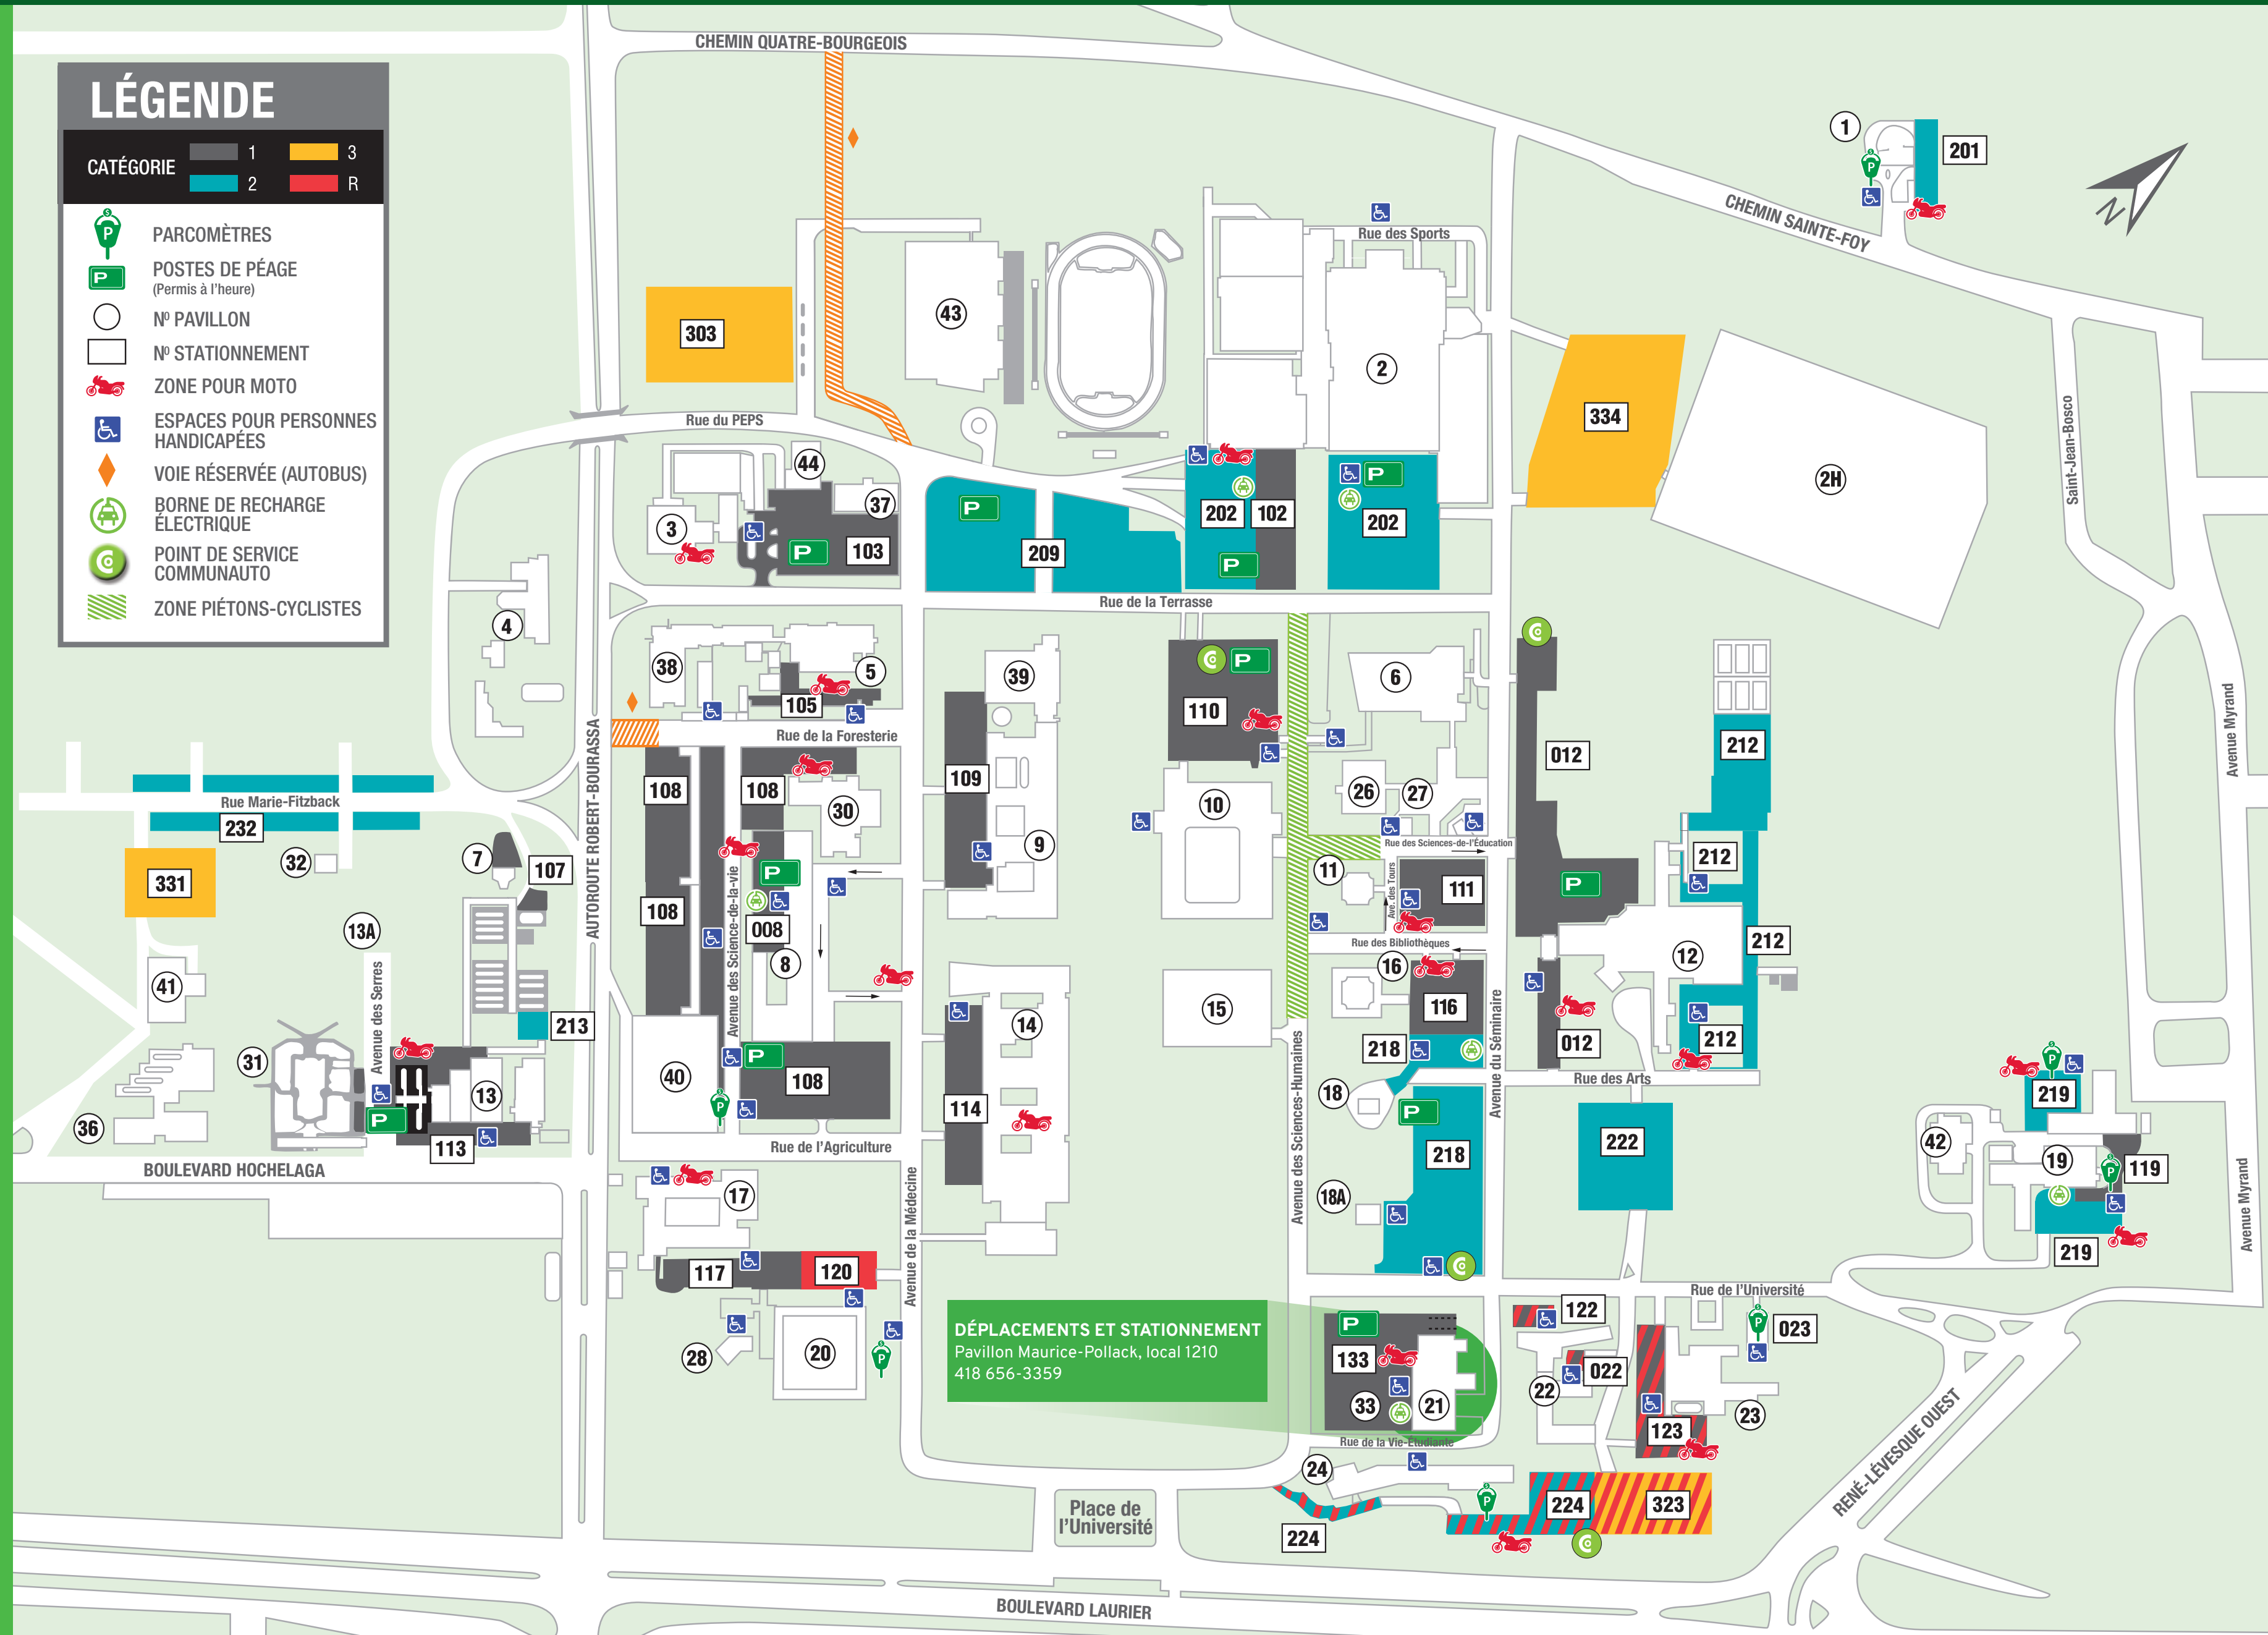 LÉGENDE
CATÉGORIE
1
3
2
R
PARCOMÈTRES
POSTES DE PÉAGE
(Permis à l'heure)
Nº PAVILLON
Nº STATIONNEMENT
ZONE POUR MOTO
ESPACES POUR PERSONNES
HANDICAPÉES
VOIE RÉSERVÉE (AUTOBUS)
BORNE DE RECHARGE
ÉLECTRIQUE
POINT DE SERVICE
COMMUNAUTO
ZONE PIÉTONS-CYCLISTES
CHEMIN QUATRE-BOURGEOIS
1
201
N
CHEMIN SAINTE-FOY
Rue des Sports
303
43
2
334
2H
Saint-Jean-Bosco
Rue du PEPS
44
37
3
P
103
P
209
202
102
P
P
202
Rue de la Terrasse
4
38
5
105
39
110
P
6
012
212
Avenue Myrand
AUTOROUTE ROBERT-BOURASSA
Rue de la Foresterie
108
108
30
109
10
26
27
Rue Marie-Fitzback
232
331
32
7
107
9
Rue des Sciences-de-l'Éducation
212
11
Ave. des Tours
111
P
108
Avenue des Science-de-la-vie
P
008
8
13A
Rue des Bibliothèques
12
212
41
Avenue des Serres
213
16
116
15
14
31
40
P
108
218
Avenue du Séminaire
012
212
Rue des Arts
13
P
113
36
114
18
P
218
Avenue des Sciences-Humaines
222
219
42
19
119
219
Avenue Myrand
BOULEVARD HOCHELAGA
Rue de l'Agriculture
17
Avenue de la Médecine
18A
117
120
28
20
Rue de l'Université
DÉPLACEMENTS ET STATIONNEMENT
Pavillon Maurice-Pollack, local 1210
418 656-3359
P
133
33
21
122
022
22
023
123
23
Rue de la Vie-Étudiante
24
224
224
323
RENÉ-LÉVESQUE OUEST
Place de
l'Université
BOULEVARD LAURIER